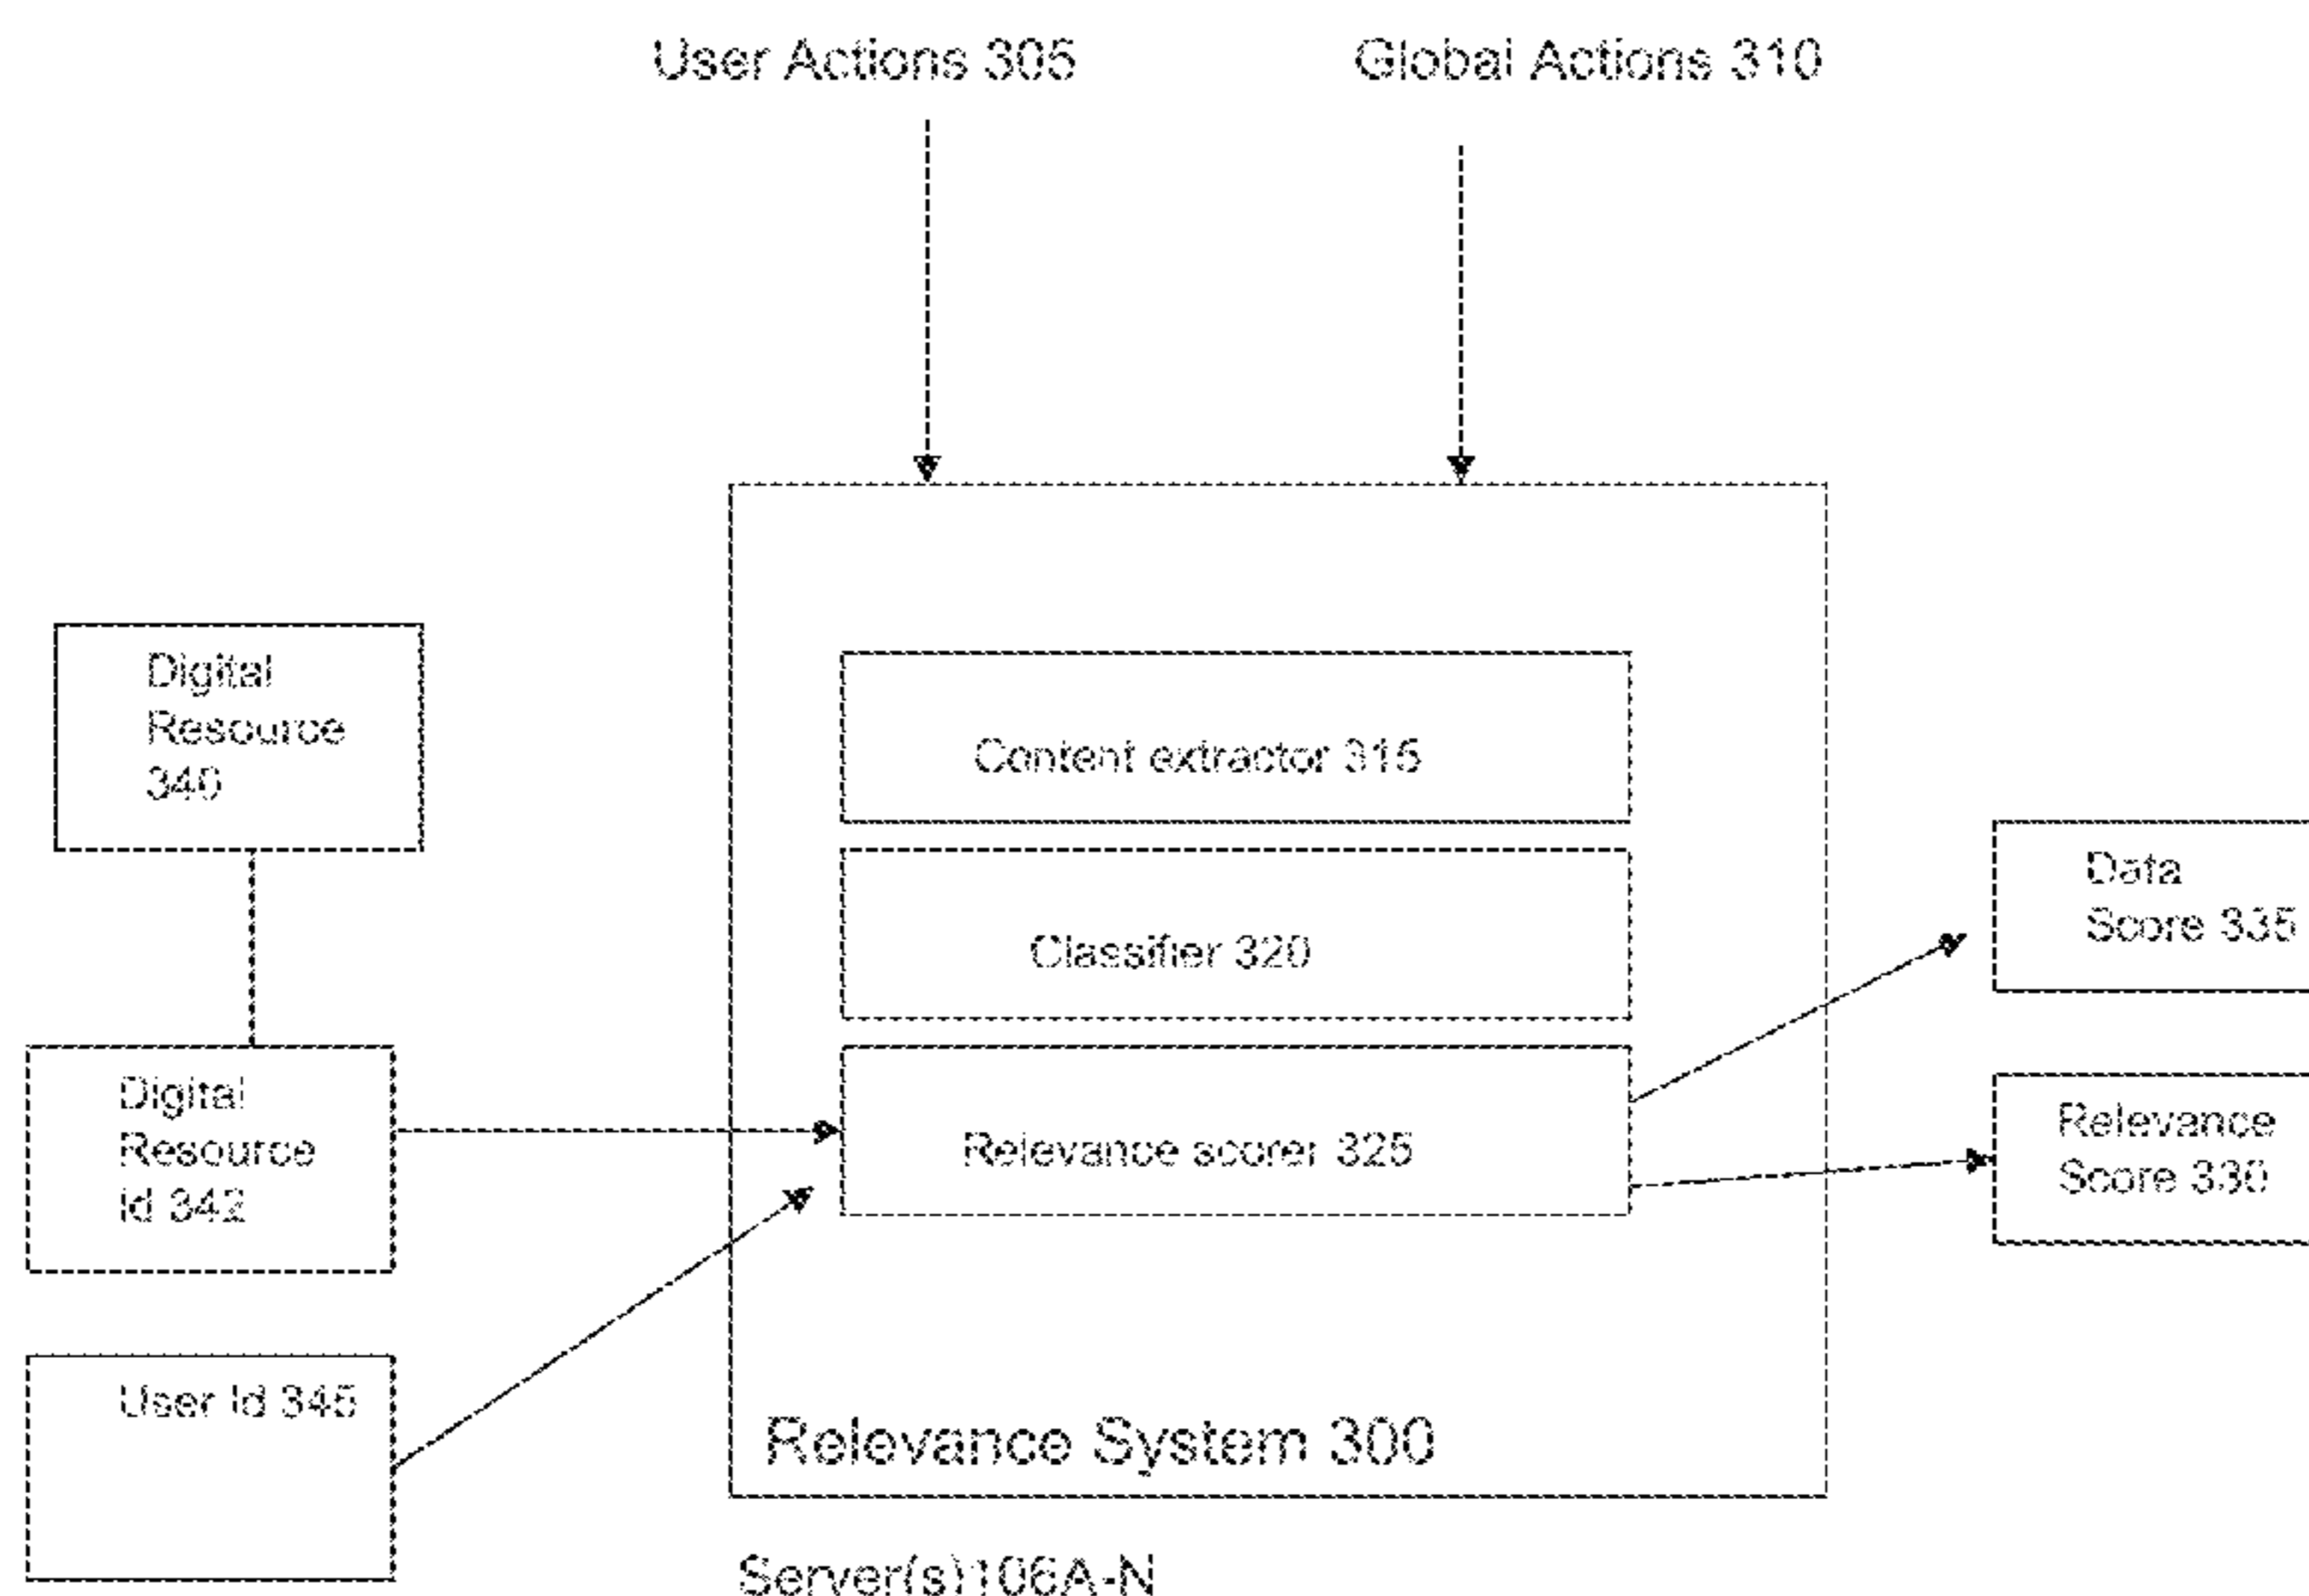 User Actions 305
Global Actions 310
Digital
Resource
340
Content extractor 315
Data
Score 335
Classifier 320
Digital
Resource
Id 342
Relevance scorer 325
Relevance
Score 330
User Id 345
Relevance System 300
Server(s)106A-N